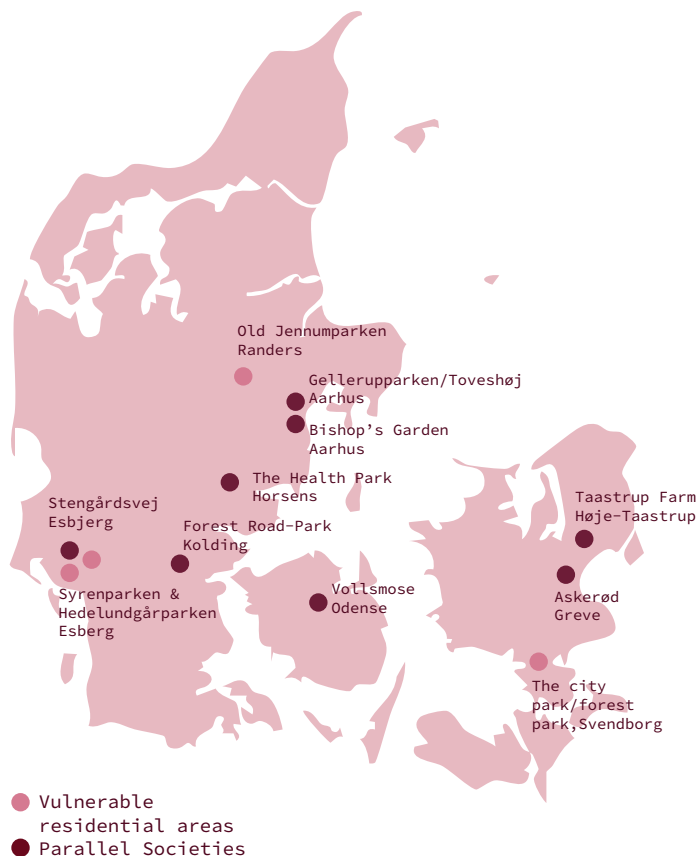 Old Jennumparken
Randers
Gellerupparken/Toveshøj
Aarhus
Bishop’s Garden
Aarhus
The Health Park
Horsens
Stengårdsvej
Esbjerg
Forest Road-Park
Kolding
Taastrup Farm
Høje-Taastrup
Syrenparken &
Hedelundgårparken
Esberg
Vollsmose
Odense
Askerød
Greve
The city
park/forest
park,Svendborg
Vulnerable
residential areas
Parallel Societies